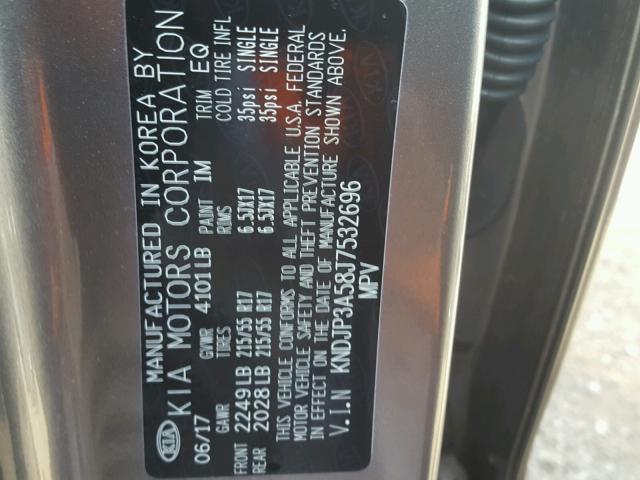 MANUFACTURED IN KOREA BY
KIA KIA MOTORS CORPORATION
06/17 GVWR 4101LB PAINT IM TRIM EQ
GAWR TIRES RIMS COLD TIRE INFL
FRONT 2249LB 215/55 R17 6.5JX17 35psi SINGLE
REAR 2028LB 215/55 R17 6.5JX17 35psi SINGLE
THIS VEHICLE CONFORMS TO ALL APPLICABLE U.S.A. FEDERAL
MOTOR VEHICLE SAFETY AND THEFT PREVENTION STANDARDS
IN EFFECT ON THE DATE OF MANUFACTURE SHOWN ABOVE.
V.I.N KNDJP3A58J7532696
MPV